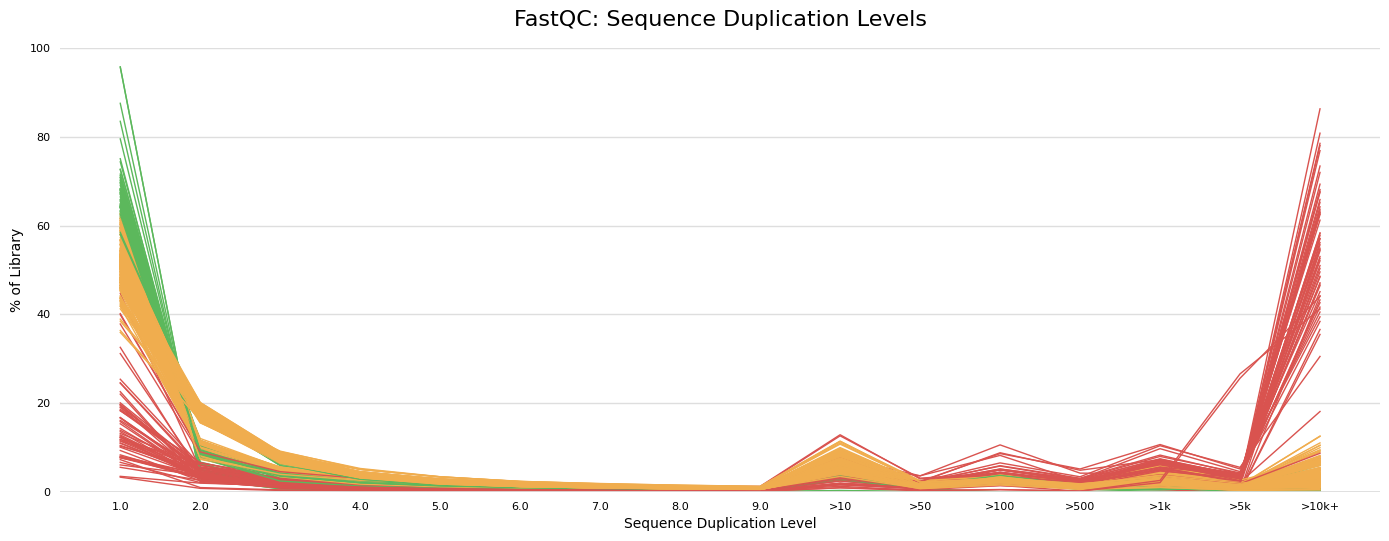 FastQC: Sequence Duplication Levels
100
80
60
40
20
0
% of Library
1.0 2.0 3.0 4.0 5.0 6.0 7.0 8.0 9.0 >10 >50 >100 >500 >1k >5k >10k+
Sequence Duplication Level